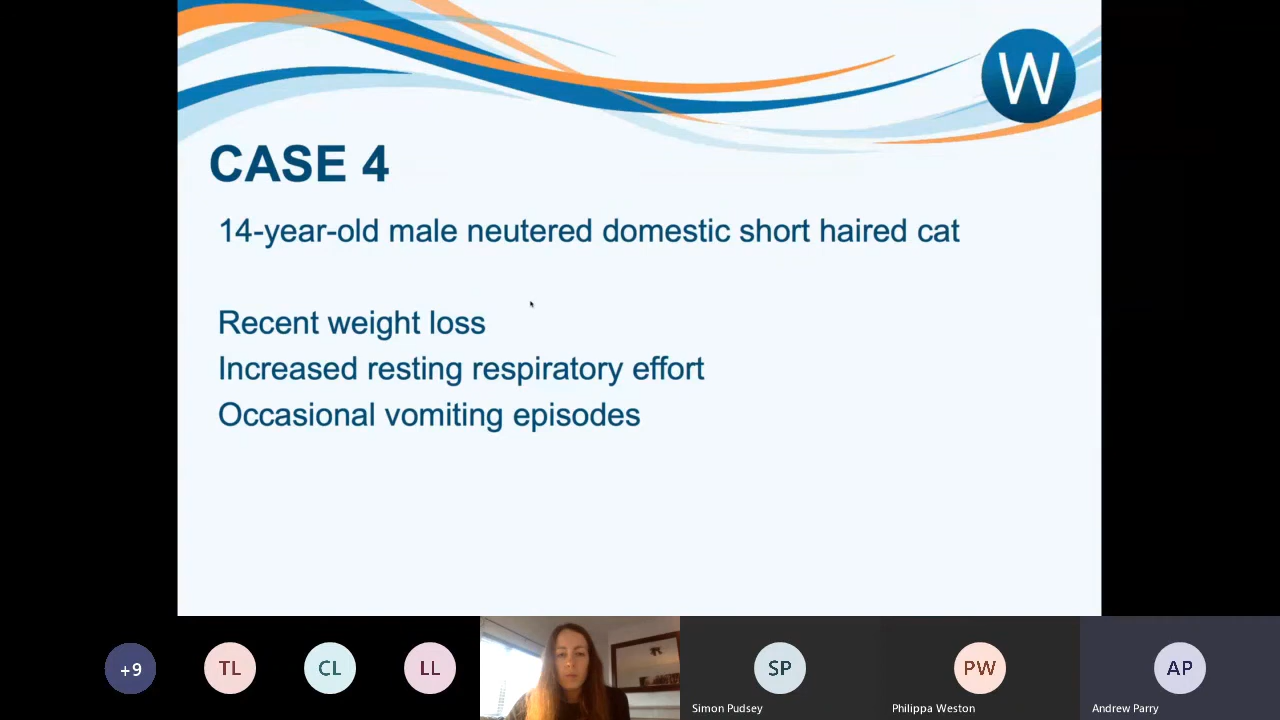 W
CASE 4
14-year-old male neutered domestic short haired cat
Recent weight loss
Increased resting respiratory effort
Occasional vomiting episodes
+9
TL
CL
LL
SP
PW
AP
Simon Pudsey
Philippa Weston
Andrew Parry